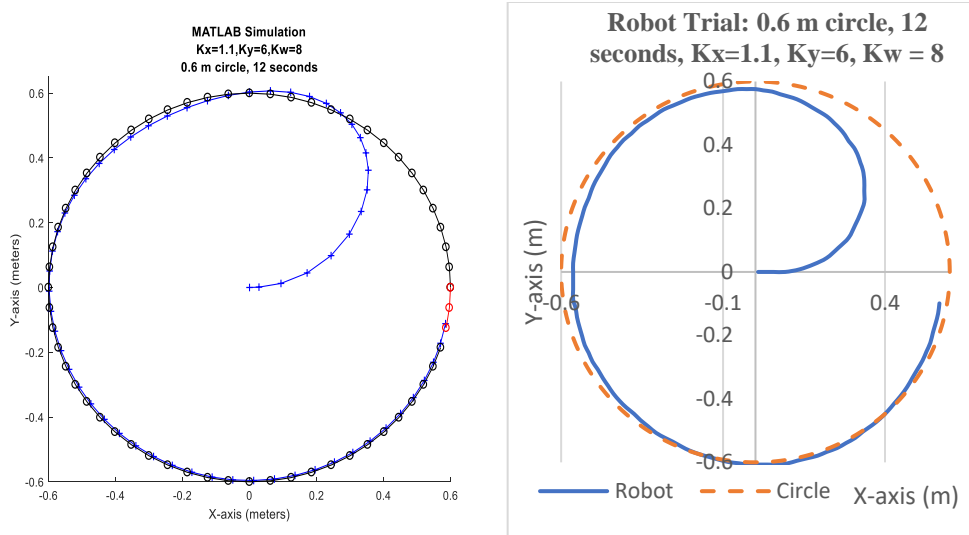 MATLAB Simulation
Kx=1.1,Ky=6,Kw=8
0.6 m circle, 12 seconds
Y-axis (meters)
0.6
0.4
0.2
0
-0.2
-0.4
-0.6
-0.6
-0.4
-0.2
0
0.2
0.4
0.6
X-axis (meters)
Robot Trial: 0.6 m circle, 12
seconds, Kx=1.1, Ky=6, Kw = 8
Y-axis (m)
0.6
0.4
0.2
0
-0.2
-0.4
-0.6
-0.6
-0.1
0.4
Robot
Circle
X-axis (m)